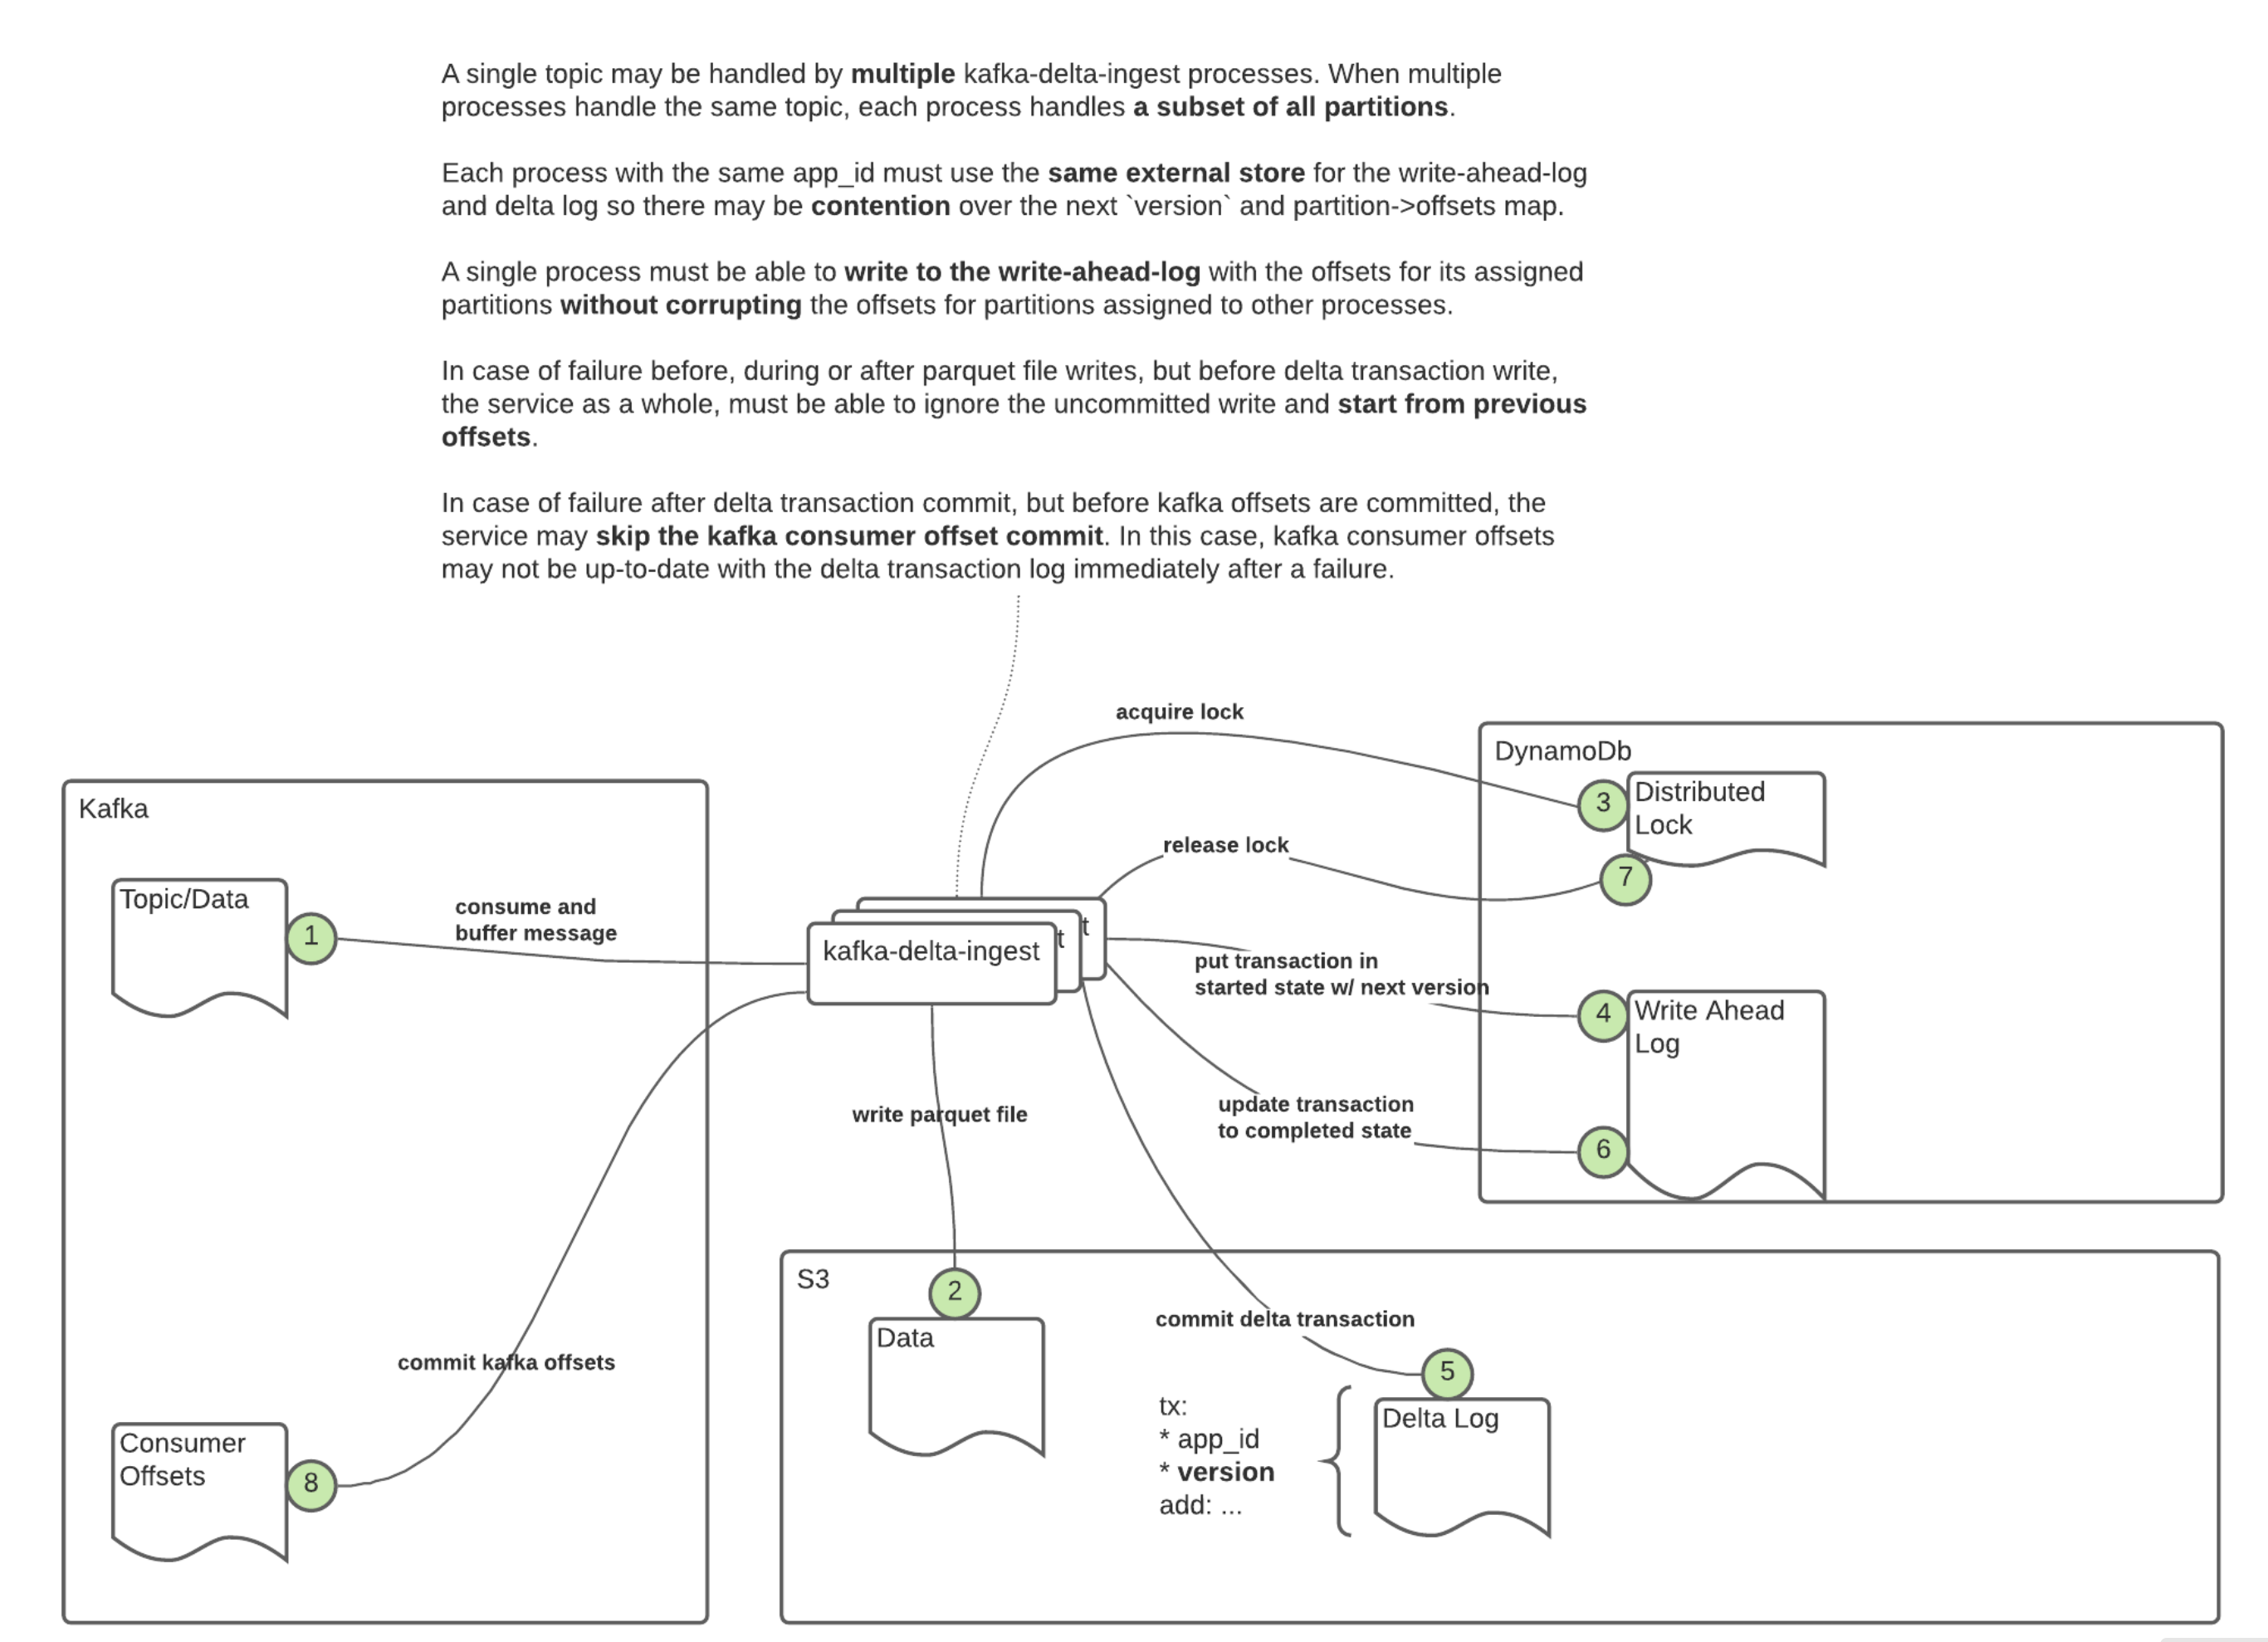 A single topic may be handled by multiple kafka-delta-ingest processes. When multiple
processes handle the same topic, each process handles a subset of all partitions.
Each process with the same app_id must use the same external store for the write-ahead-log
and delta log so there may be contention over the next `version` and partition->offsets map.
A single process must be able to write to the write-ahead-log with the offsets for its assigned
partitions without corrupting the offsets for partitions assigned to other processes.
In case of failure before, during or after parquet file writes, but before delta transaction write,
the service as a whole, must be able to ignore the uncommitted write and start from previous
offsets.
In case of failure after delta transaction commit, but before kafka offsets are committed, the
service may skip the kafka consumer offset commit. In this case, kafka consumer offsets
may not be up-to-date with the delta transaction log immediately after a failure.
acquire lock
DynamoDb
3
Distributed
Lock
Kafka
release lock
7
Topic/Data
1
consume and
buffer message
kafka-delta-ingest
t
t
put transaction in
started state w/ next version
4
Write Ahead
Log
write parquet file
update transaction
to completed state
6
S3
2
Data
commit delta transaction
5
Delta Log
tx:
* app_id
* version
add: ...
commit kafka offsets
Consumer
Offsets
8